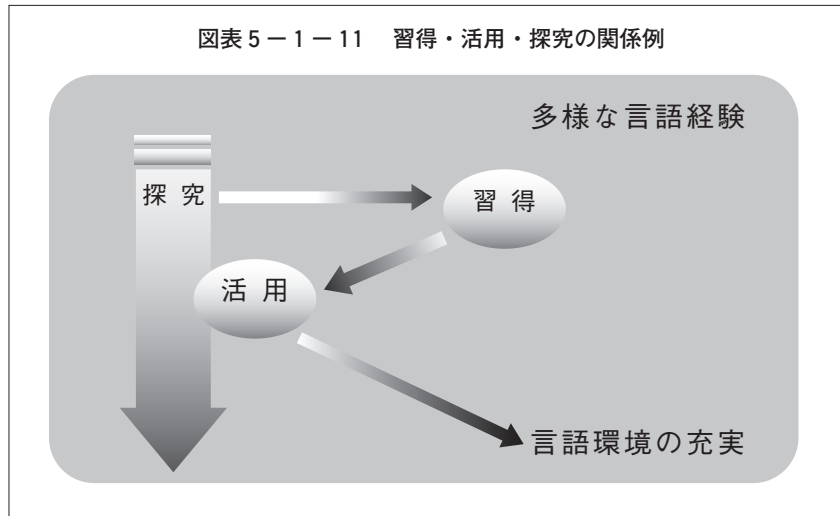 図表5－1－11　習得・活用・探究の関係例
多様な言語経験
探究
習得
活用
言語環境の充実